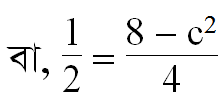 বা, 1/2 = (8 − c²)/4